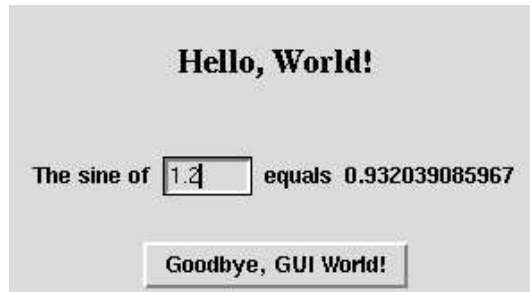 Hello, World!
The sine of 1.2 equals 0.932039085967
Goodbye, GUI World!